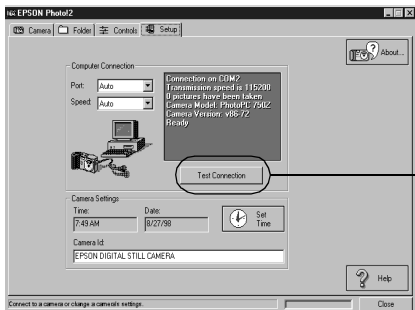 EPSON Photo!2
Camera Folder Controls Setup
About...
Computer Connection
Port: Auto
Speed: Auto
Connection on COM2
Transmission speed is 115200
0 pictures have been taken
Camera Model: PhotoPC 750Z
Camera Version: v86-72
Ready
Test Connection
Camera Settings
Time: Date:
7:49 AM 8/27/98
Set
Time
Camera Id:
EPSON DIGITAL STILL CAMERA
Help
Connect to a camera or change a camera's settings.
Close